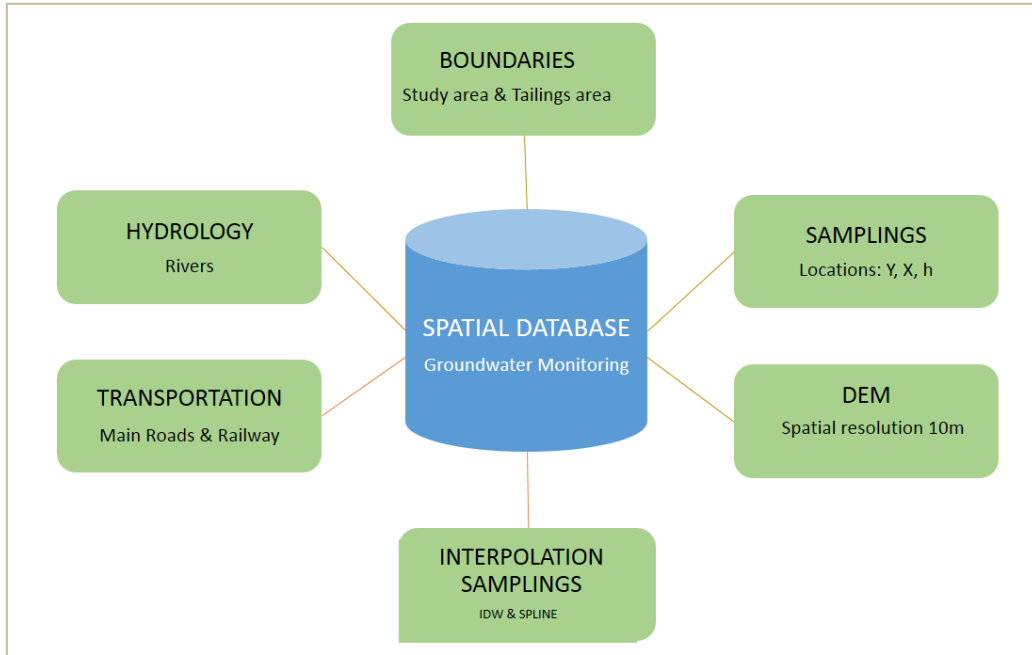 BOUNDARIES
Study area & Tailings area
HYDROLOGY
Rivers
SAMPLINGS
Locations: Y, X, h
SPATIAL DATABASE
Groundwater Monitoring
TRANSPORTATION
Main Roads & Railway
DEM
Spatial resolution 10m
INTERPOLATION
SAMPLINGS
IDW & SPLINE